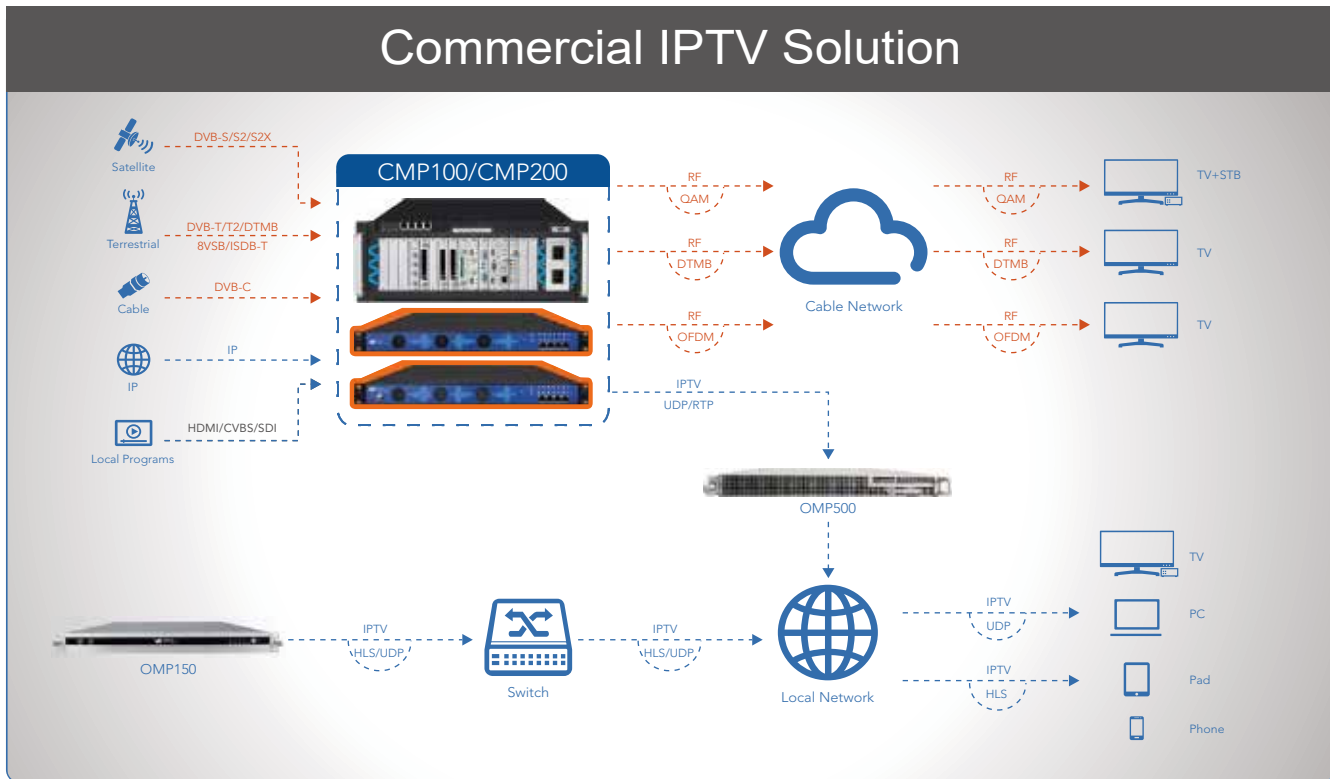 Commercial IPTV Solution
Satellite
DVB-S/S2/S2X
Terrestrial
DVB-T/T2/DTMB
8VSB/ISDB-T
Cable
DVB-C
IP
IP
Local Programs
HDMI/CVBS/SDI
CMP100/CMP200
RF
QAM
RF
DTMB
RF
OFDM
IPTV
UDP/RTP
Cable Network
RF
QAM
TV+STB
RF
DTMB
TV
RF
OFDM
TV
OMP500
OMP150
IPTV
HLS/UDP
Switch
IPTV
HLS/UDP
Local Network
IPTV
UDP
IPTV
HLS
TV
PC
Pad
Phone